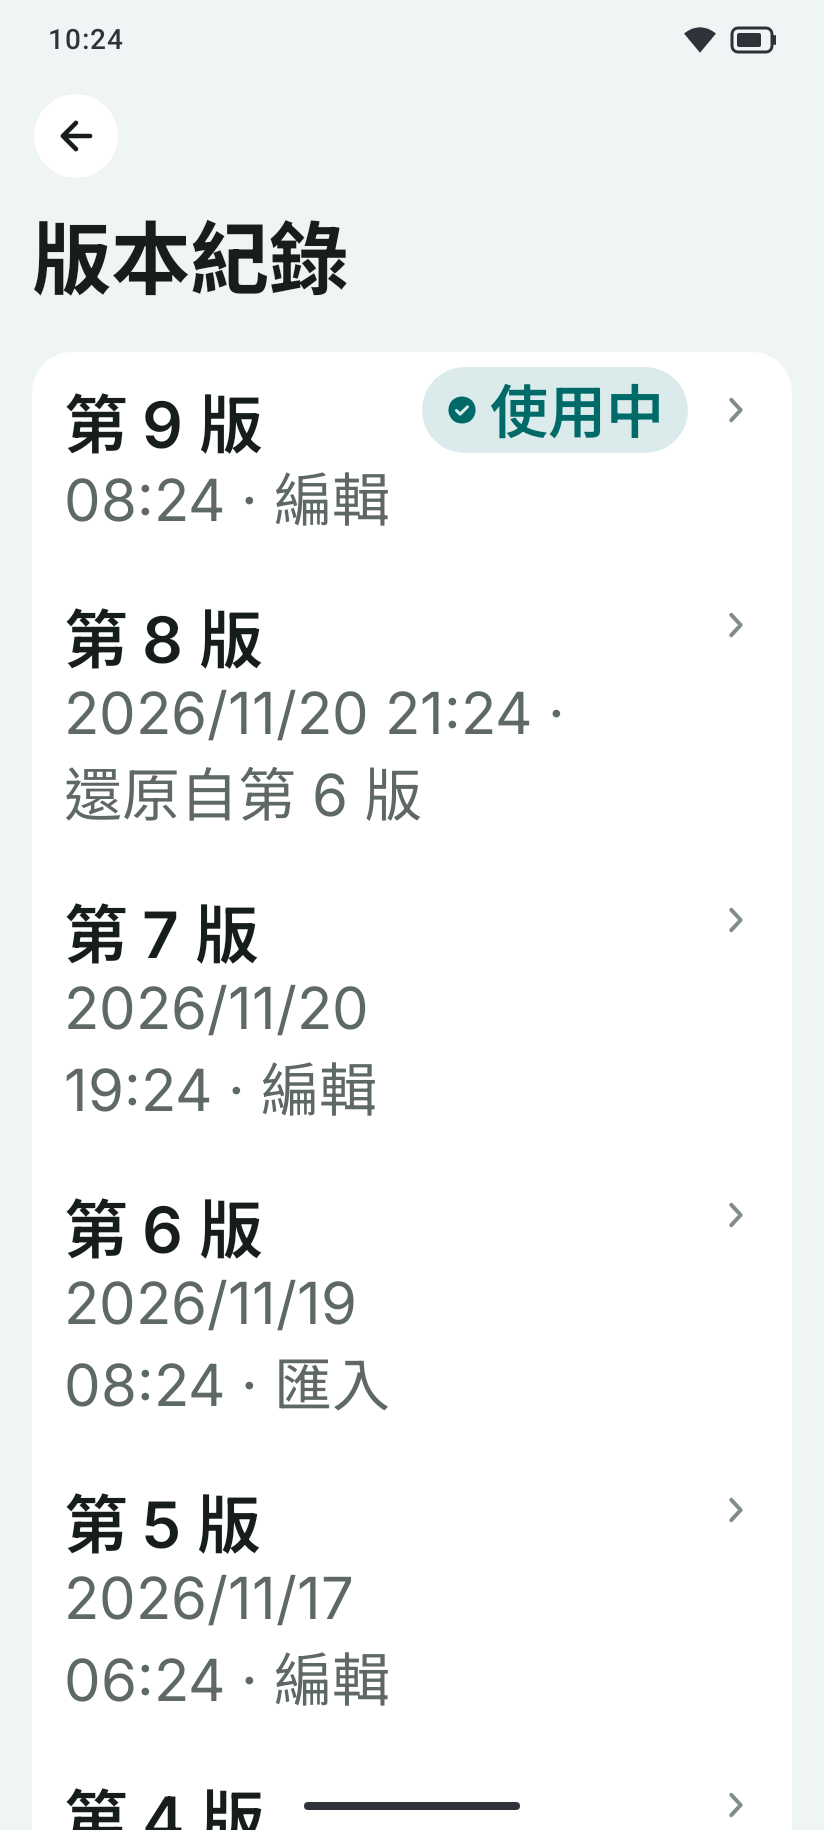 10:24
版本紀錄
第 9 版
使用中
08:24 · 編輯
第 8 版
2026/11/20 21:24 ·
還原自第 6 版
第 7 版
2026/11/20
19:24 · 編輯
第 6 版
2026/11/19
08:24 · 匯入
第 5 版
2026/11/17
06:24 · 編輯
第 4 版